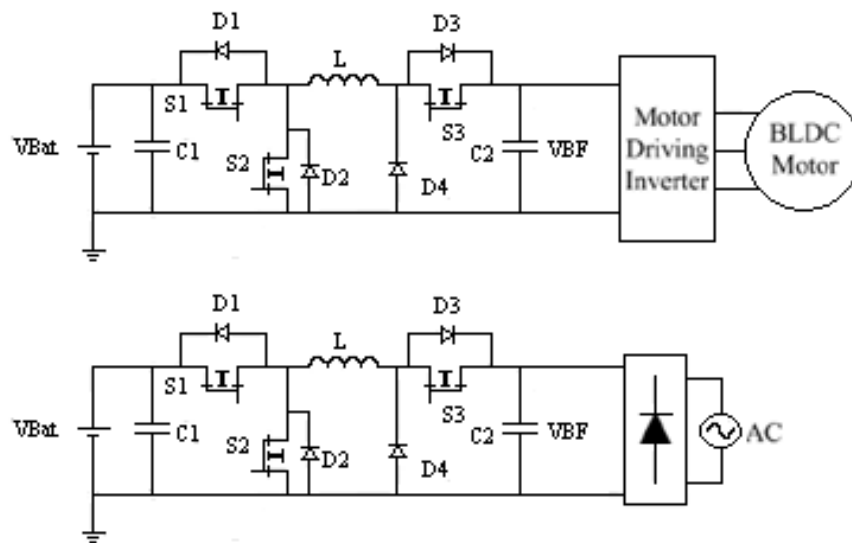 D1
D3
L
S1
S3
VBat
C1
S2
D2
D4
C2
VBF
Motor
Driving
Inverter
BLDC
Motor
D1
D3
L
S1
S3
VBat
C1
S2
D2
D4
C2
VBF
AC